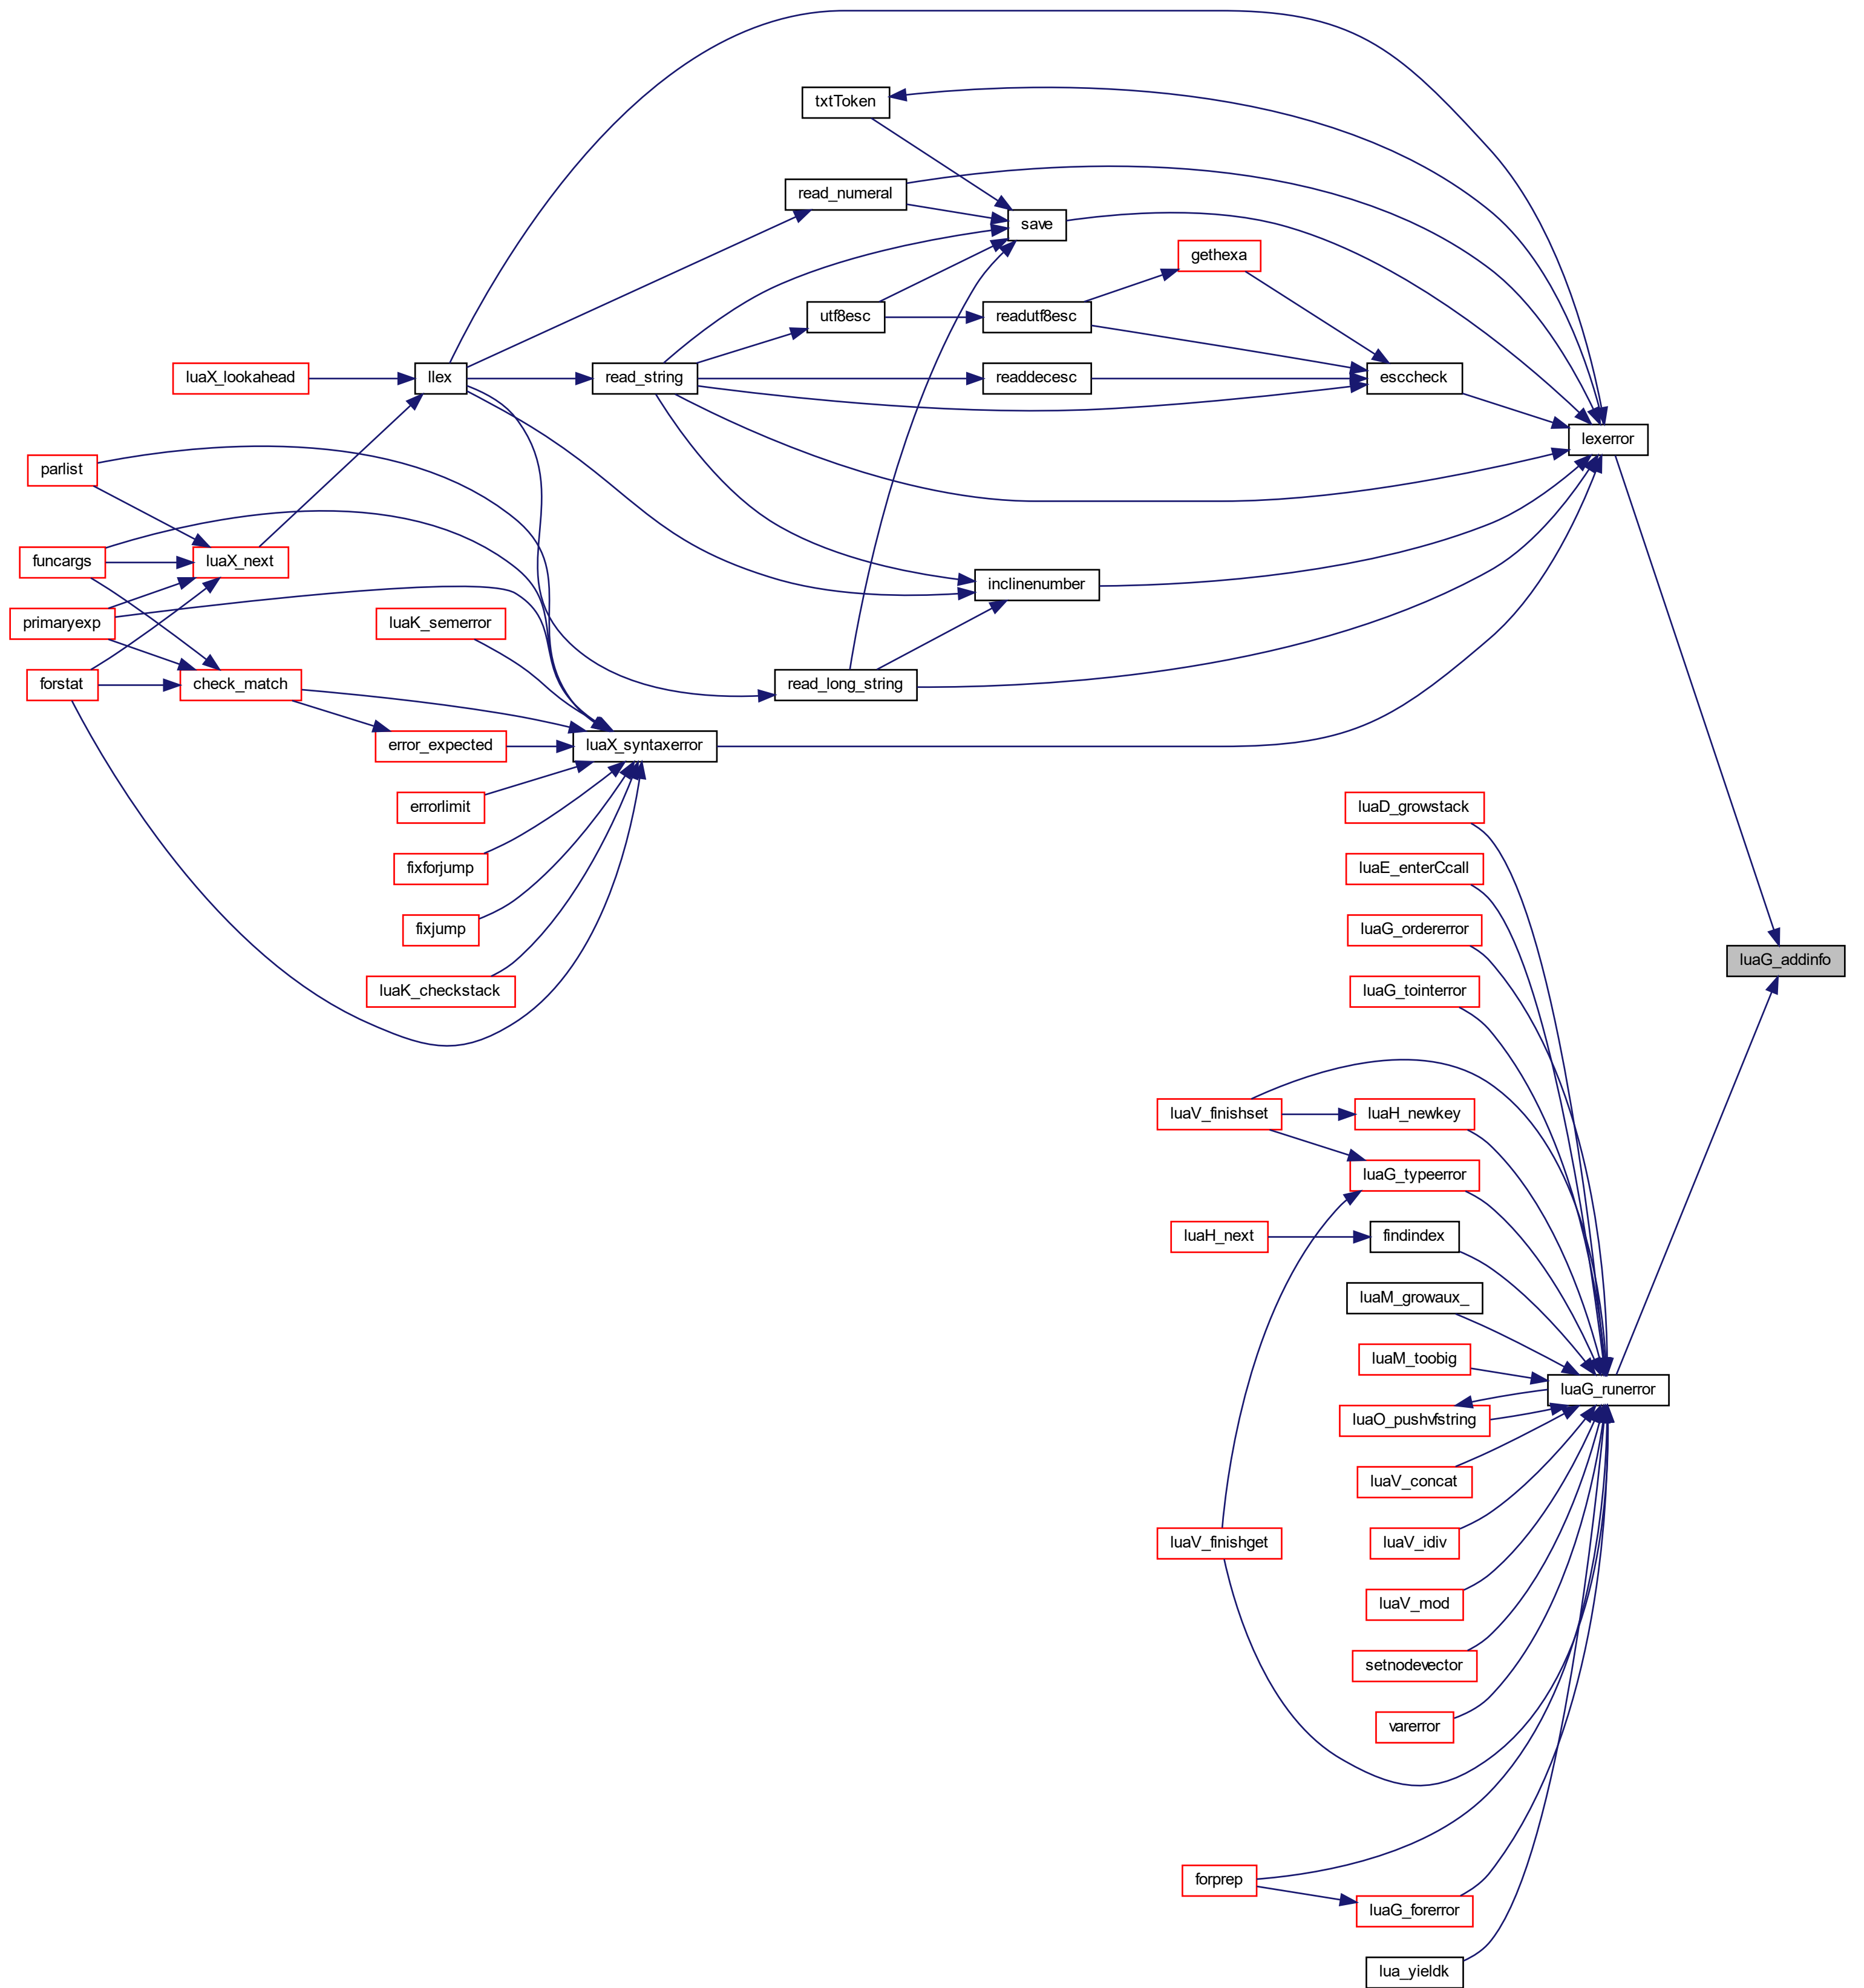 txtToken
read_numeral
save
gethexa
utf8esc
readutf8esc
luaX_lookahead
llex
read_string
readdecesc
esccheck
lexerror
parlist
funcargs
luaX_next
inclinenumber
primaryexp
luaK_semerror
forstat
check_match
read_long_string
error_expected
luaX_syntaxerror
errorlimit
luaD_growstack
fixforjump
luaE_enterCcall
fixjump
luaG_ordererror
luaG_addinfo
luaK_checkstack
luaG_tointerror
luaV_finishset
luaH_newkey
luaG_typeerror
luaH_next
findindex
luaM_growaux_
luaM_toobig
luaG_runerror
luaO_pushvfstring
luaV_concat
luaV_finishget
luaV_idiv
luaV_mod
setnodevector
varerror
forprep
luaG_forerror
lua_yieldk